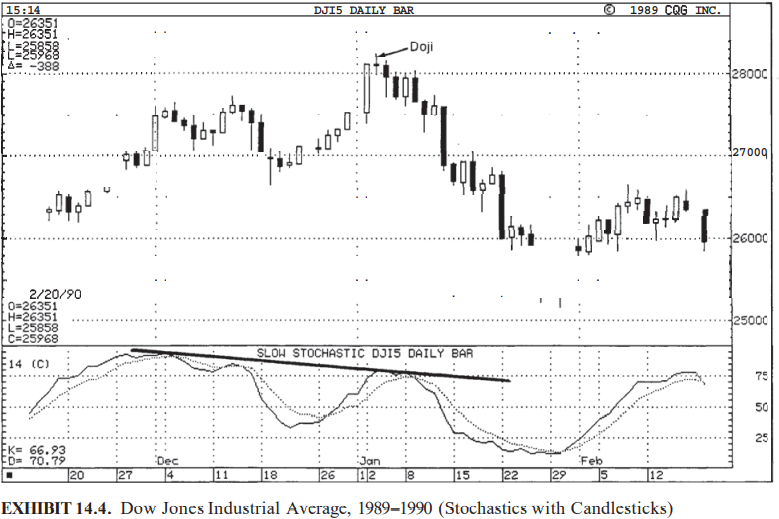 15:14 DJI5 DAILY BAR © 1989 CQG INC.
O=26351
H=26351
L=25858
L=25968
Δ= -388
Doji
28000
27000
26000
2/20/90
O=26351
H=26351
L=25858
C=25968
25000
SLOW STOCHASTIC DJI5 DAILY BAR
14 (C)
75
50
25
K= 66.93
D= 70.79
20 27 Dec 4 11 18 26 Jan 1 2 8 15 22 29 Feb 12
EXHIBIT 14.4. Dow Jones Industrial Average, 1989–1990 (Stochastics with Candlesticks)